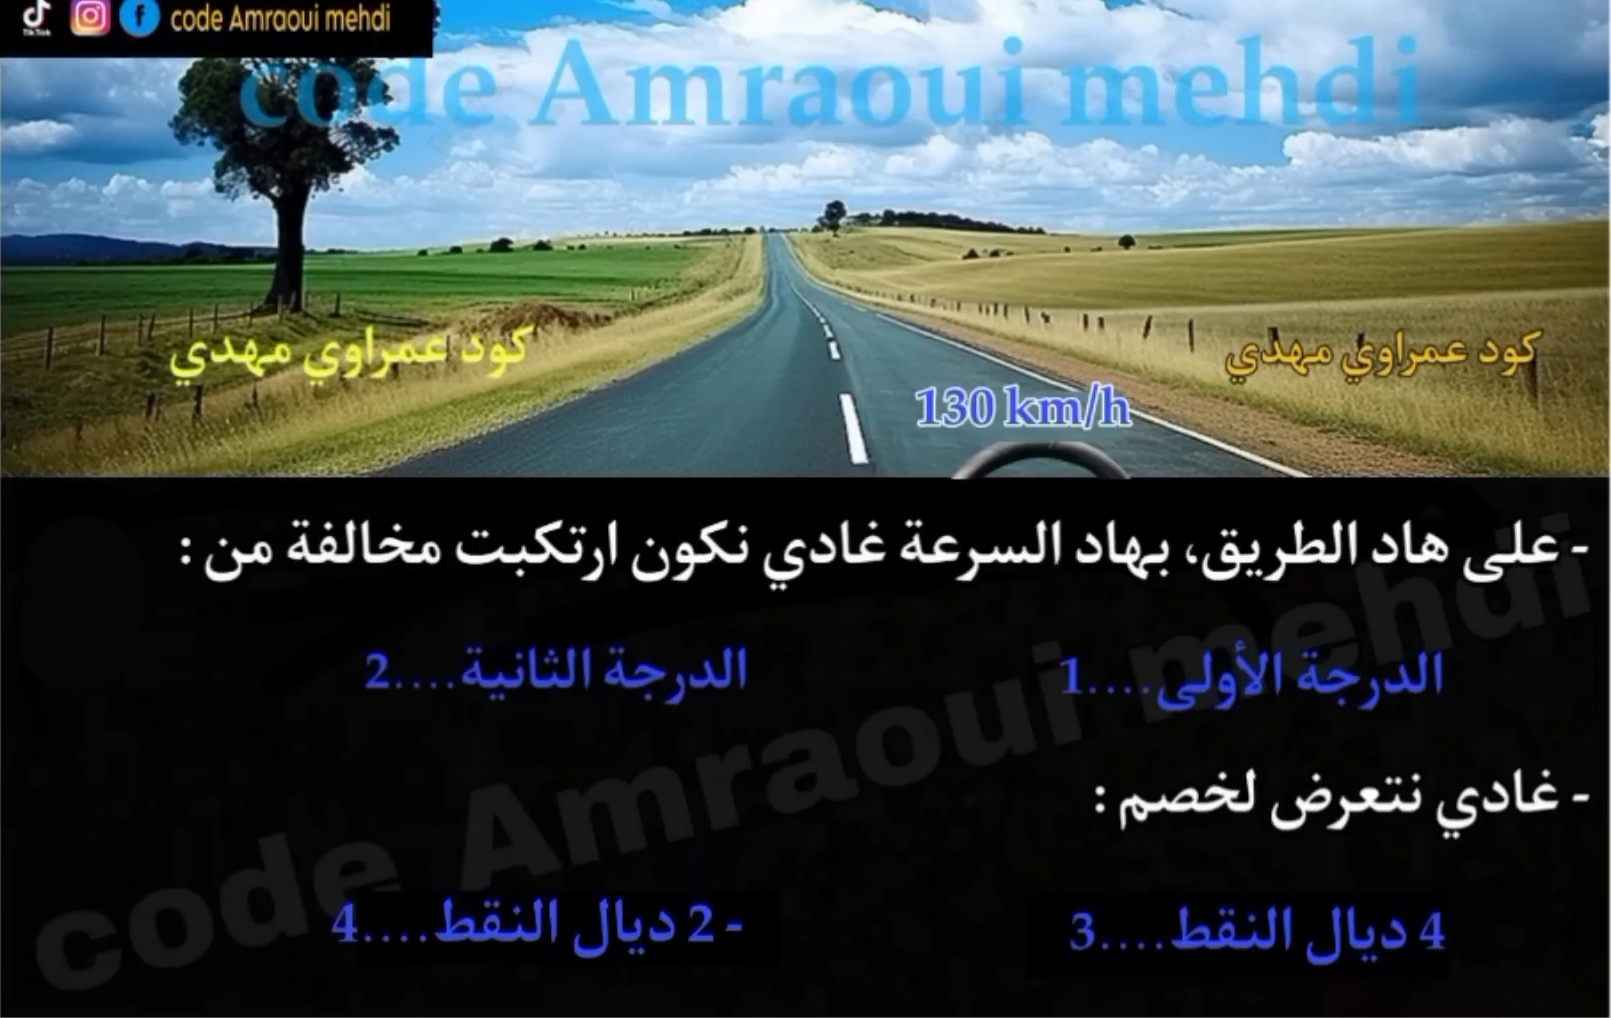 code Amraoui mehdi
code Amraoui mehdi
كود عمراوي مهدي
كود عمراوي مهدي
130 km/h
- على هاد الطريق، بهاد السرعة غادي نكون ارتكبت مخالفة من :
الدرجة الأولى....1
الدرجة الثانية....2
- غادي نتعرض لخصم :
4 ديال النقط....3
- 2 ديال النقط....4
code Amraoui mehdi